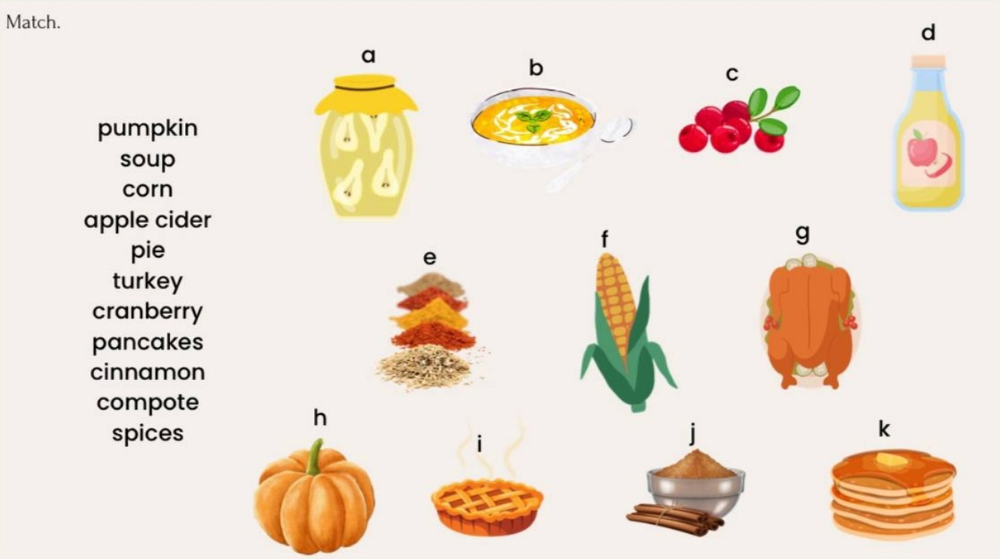 Match.
pumpkin
soup
corn
apple cider
pie
turkey
cranberry
pancakes
cinnamon
compote
spices
a
b
c
d
e
f
g
h
i
j
k